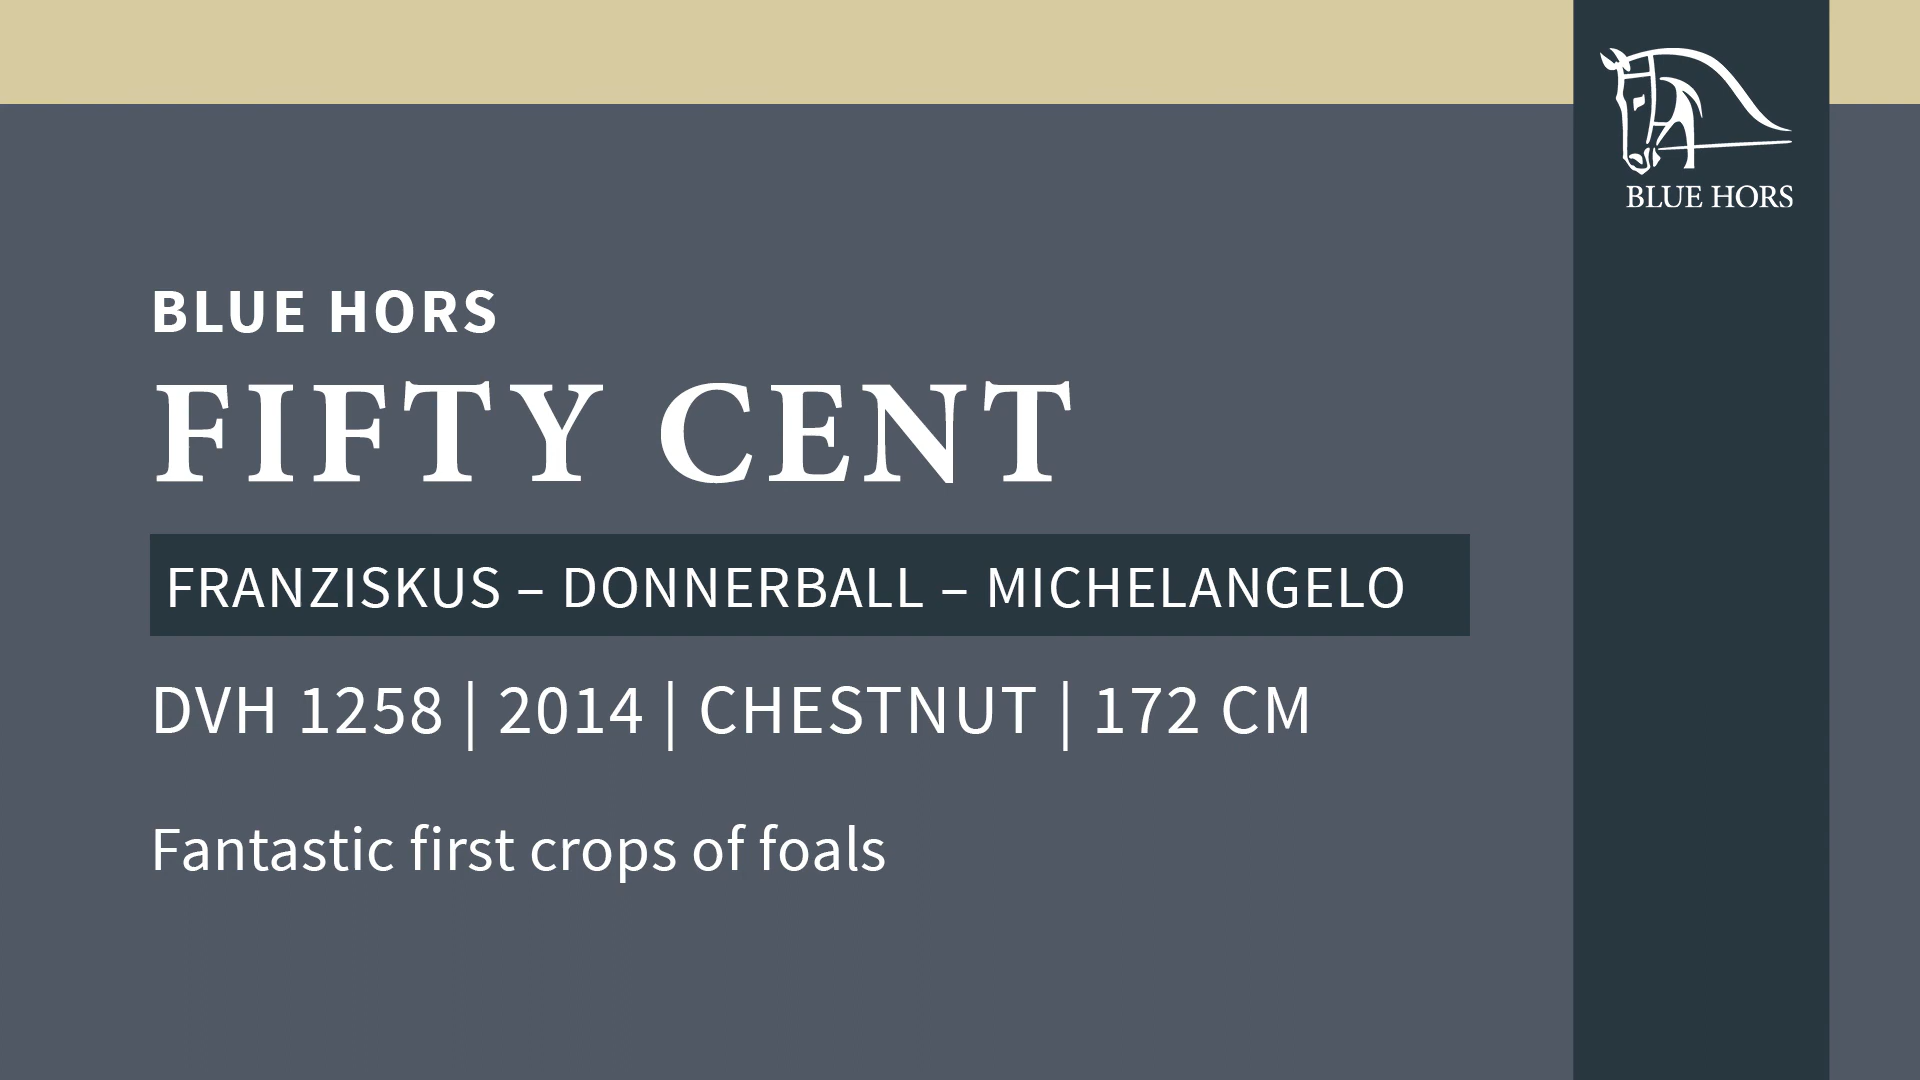 BLUE HORS
BLUE HORS
FIFTY CENT
FRANZISKUS – DONNERBALL – MICHELANGELO
DVH 1258 | 2014 | CHESTNUT | 172 CM
Fantastic first crops of foals